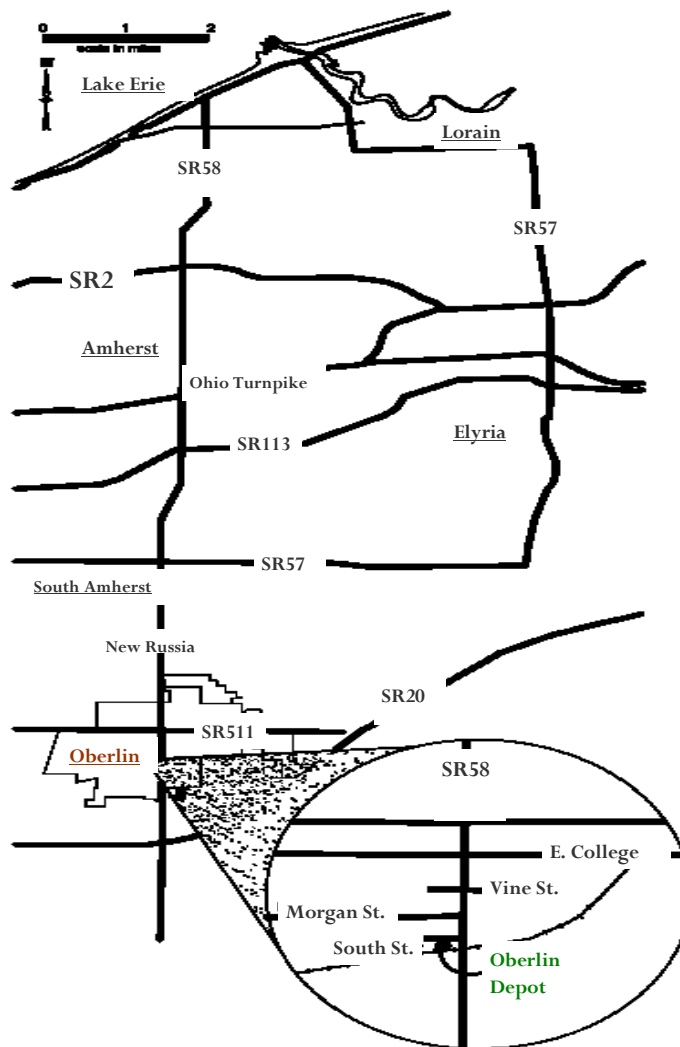 0 1 2
scale in miles
Lake Erie
Lorain
SR58
SR57
SR2
Amherst
Ohio Turnpike
SR113
Elyria
SR57
South Amherst
New Russia
SR20
SR511
Oberlin
SR58
E. College
Vine St.
Morgan St.
South St.
Oberlin
Depot